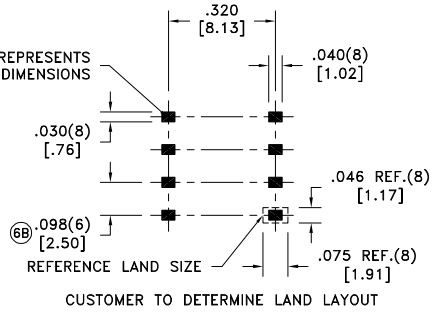 .320
[8.13]
REPRESENTS
DIMENSIONS
.040(8)
[1.02]
.030(8)
[.76]
.046 REF.(8)
[1.17]
6B .098(6)
[2.50]
REFERENCE LAND SIZE
.075 REF.(8)
[1.91]
CUSTOMER TO DETERMINE LAND LAYOUT